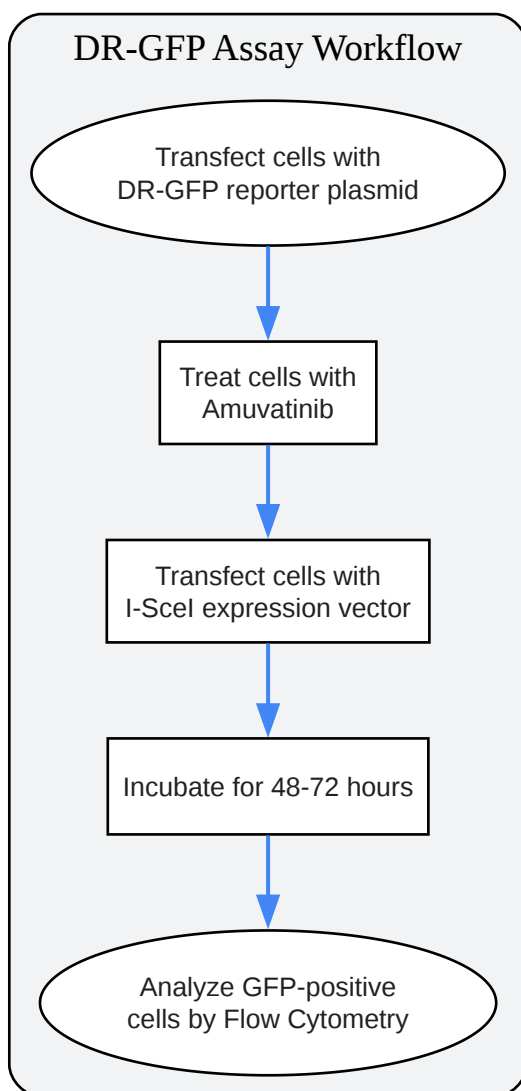 DR-GFP Assay Workflow
Transfect cells with
DR-GFP reporter plasmid
Treat cells with
Amuvatinib
Transfect cells with
I-SceI expression vector
Incubate for 48-72 hours
Analyze GFP-positive
cells by Flow Cytometry